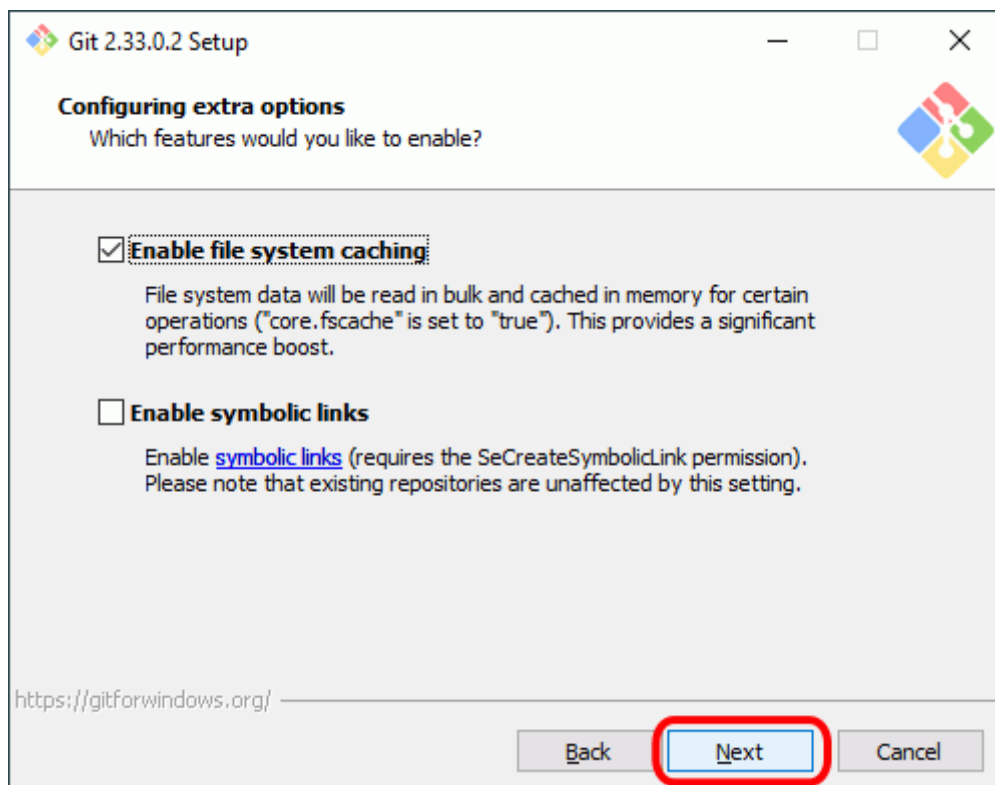 Git 2.33.0.2 Setup
Configuring extra options
Which features would you like to enable?
Enable file system caching
File system data will be read in bulk and cached in memory for certain
operations ("core.fscache" is set to "true"). This provides a significant
performance boost.
Enable symbolic links
Enable symbolic links (requires the SeCreateSymbolicLink permission).
Please note that existing repositories are unaffected by this setting.
https://gitforwindows.org/
Back Next Cancel